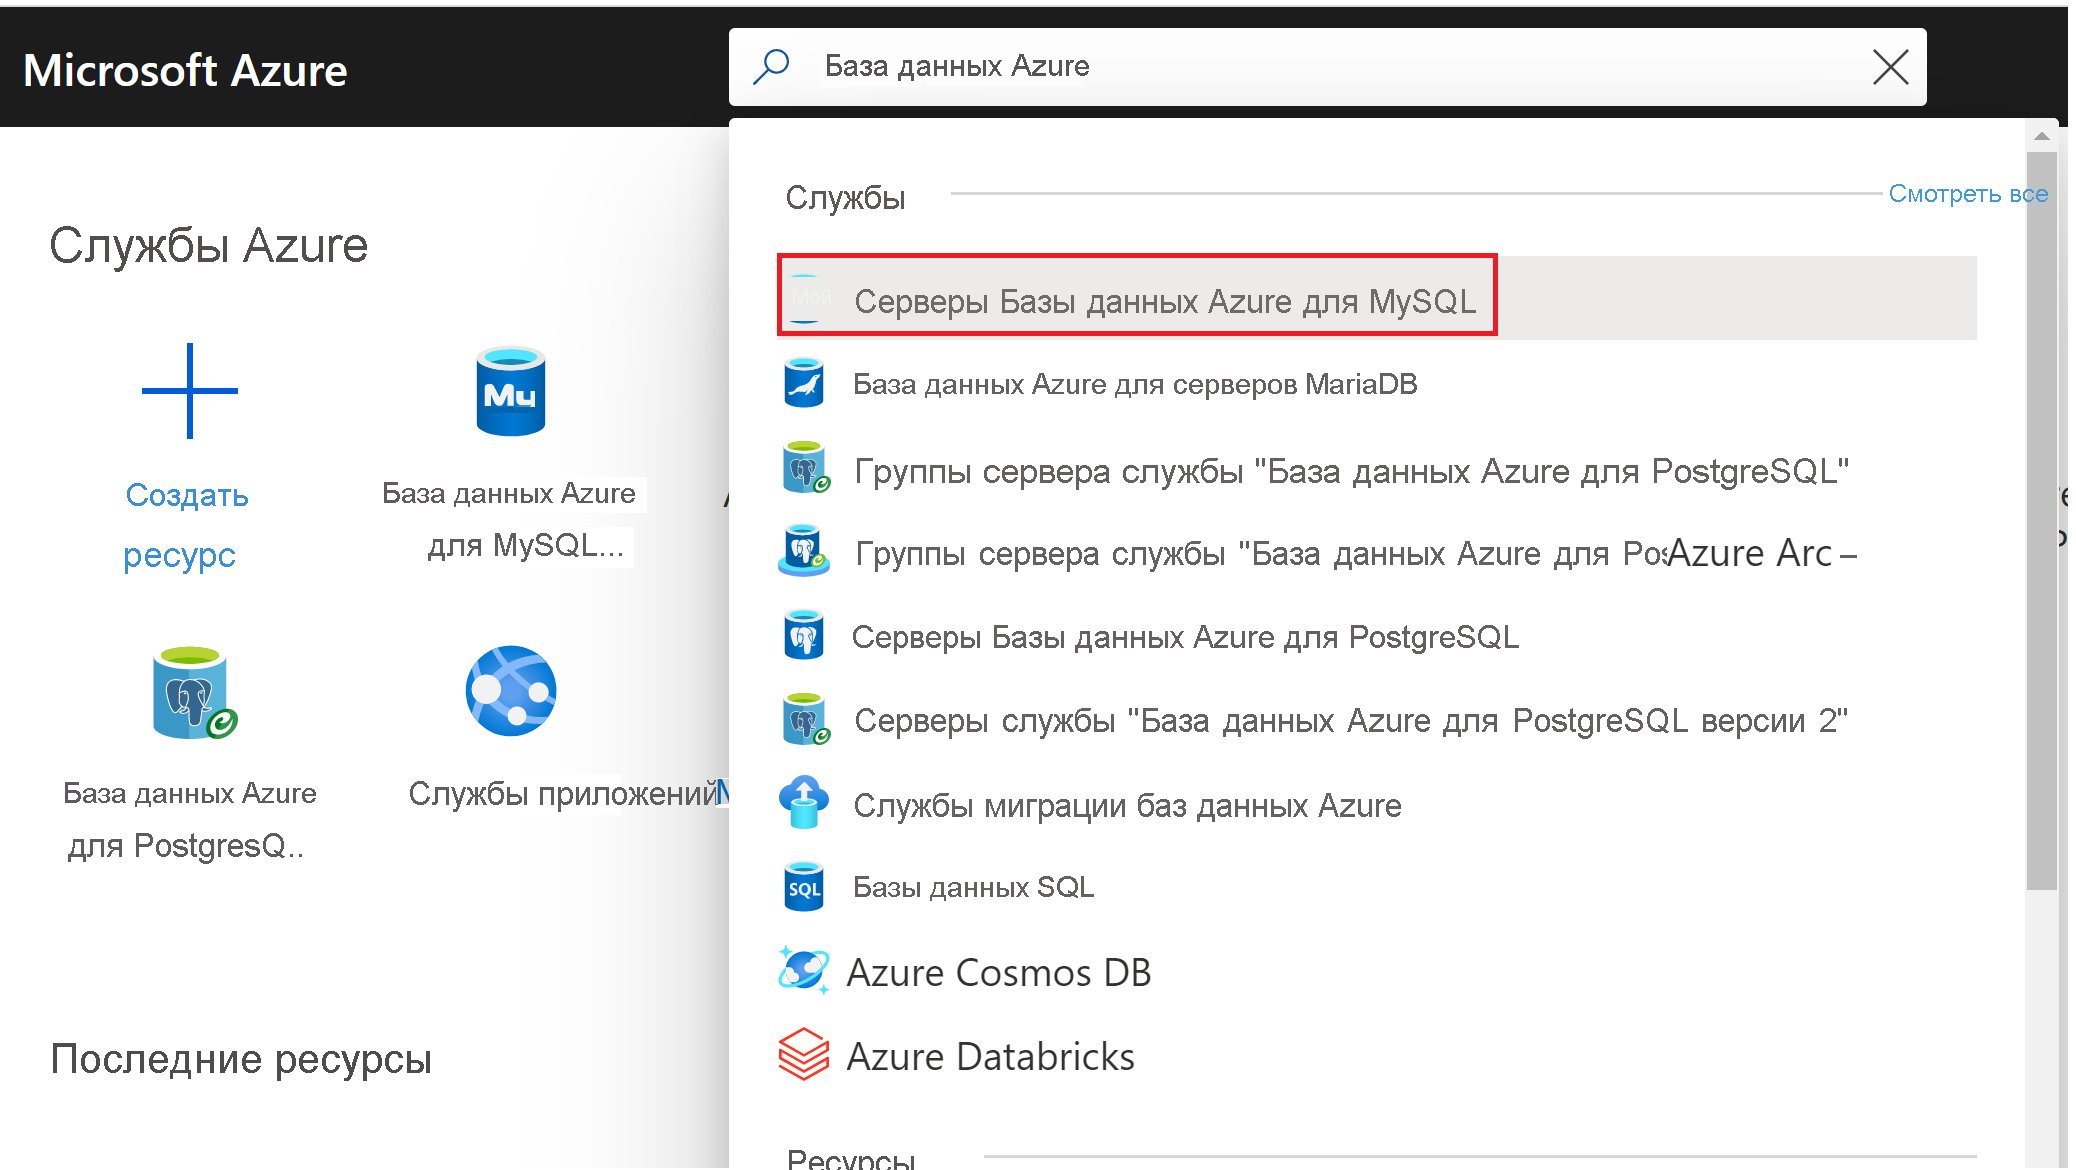 Microsoft Azure
База данных Azure
Службы Azure
Создать
ресурс
База данных Azure
для MySQL...
База данных Azure
для PostgresQ..
Службы приложений
Последние ресурсы
Службы
Смотреть все
Мой
Серверы Базы данных Azure для MySQL
База данных Azure для серверов MariaDB
Группы сервера службы "База данных Azure для PostgreSQL"
Группы сервера службы "База данных Azure для Pos Azure Arc –
Серверы Базы данных Azure для PostgreSQL
Серверы службы "База данных Azure для PostgreSQL версии 2"
Службы миграции баз данных Azure
SQL
Базы данных SQL
Azure Cosmos DB
Azure Databricks
Ресурсы